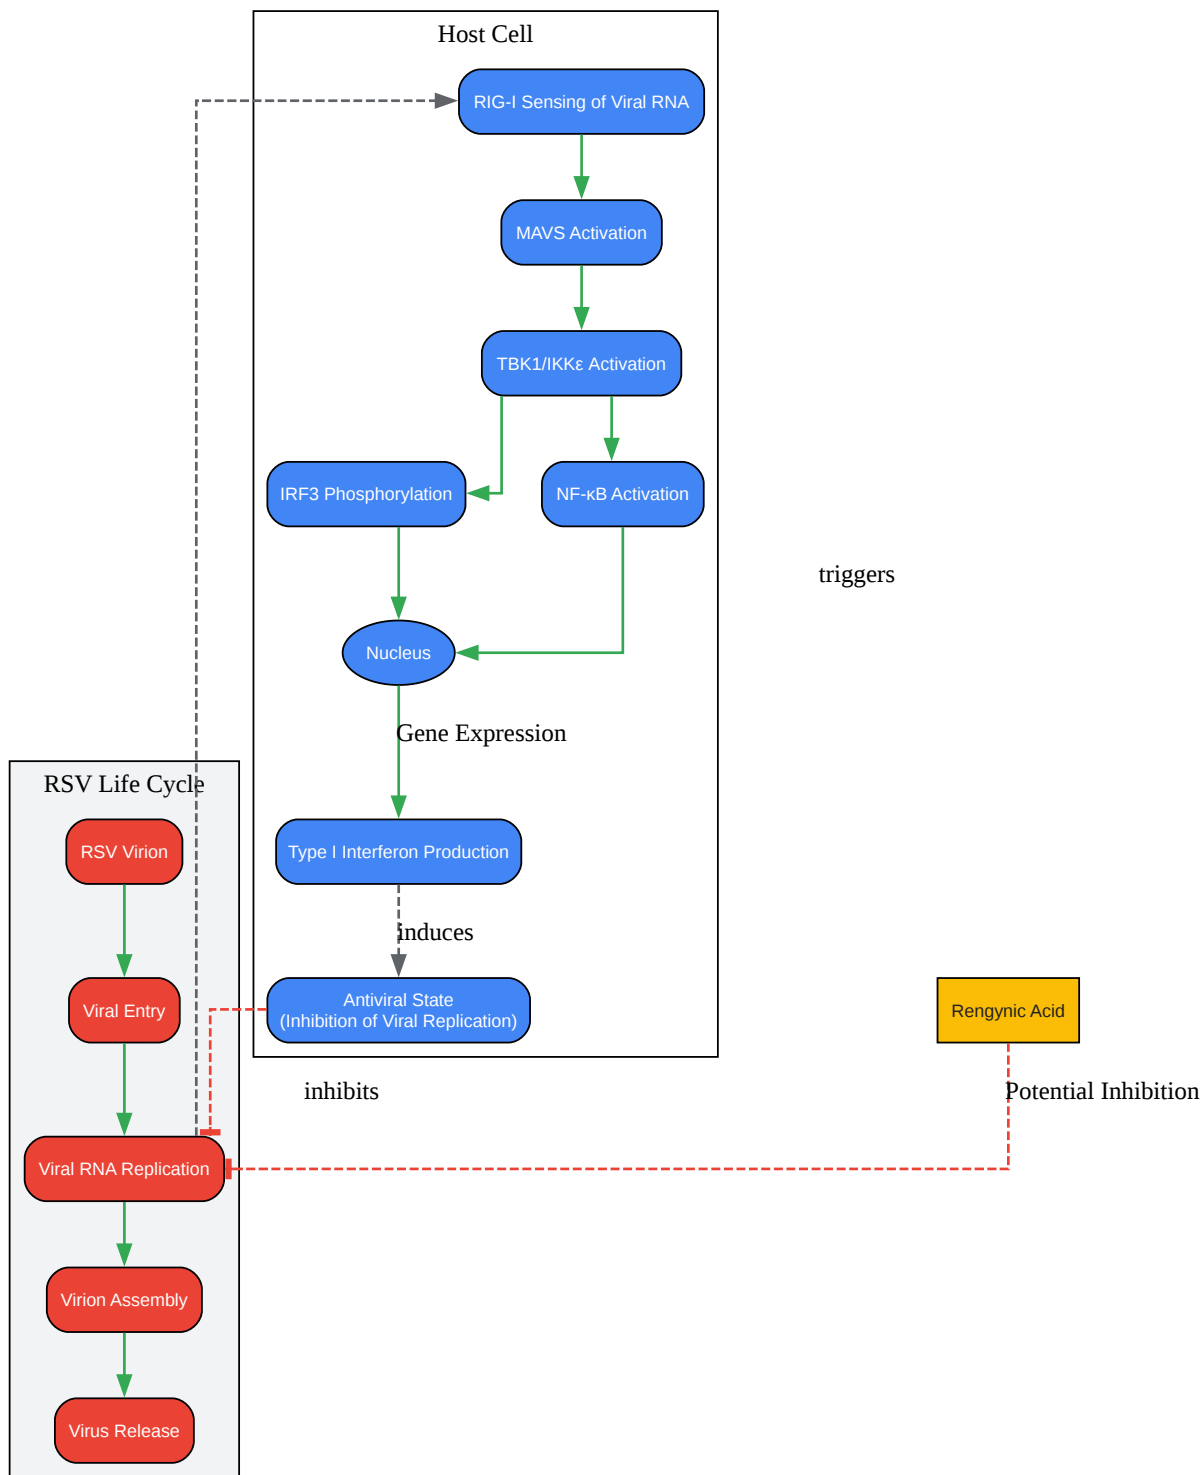 Host Cell
RIG-I Sensing of Viral RNA
MAVS Activation
TBK1/IKKε Activation
IRF3 Phosphorylation
NF-κB Activation
triggers
Nucleus
Gene Expression
RSV Life Cycle
RSV Virion
Type I Interferon Production
induces
Viral Entry
Antiviral State
(Inhibition of Viral Replication)
Rengynic Acid
inhibits
Potential Inhibition
Viral RNA Replication
Virion Assembly
Virus Release